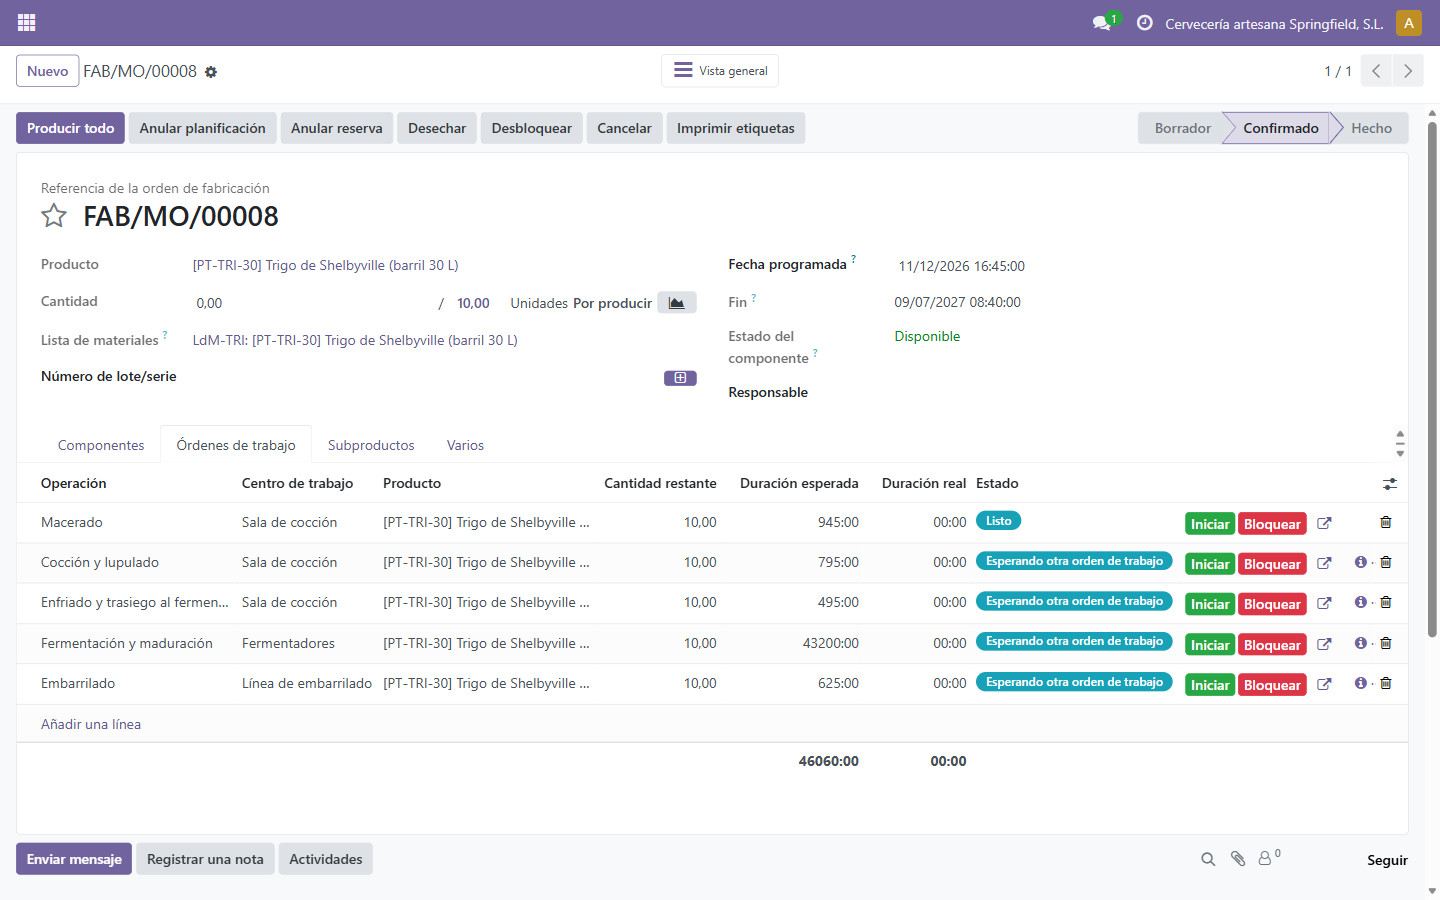 1
Cervecería artesana Springfield, S.L.
A
Nuevo
FAB/MO/00008
Vista general
1 / 1
Producir todo
Anular planificación
Anular reserva
Desechar
Desbloquear
Cancelar
Imprimir etiquetas
Borrador
Confirmado
Hecho
Referencia de la orden de fabricación
FAB/MO/00008
Producto
[PT-TRI-30] Trigo de Shelbyville (barril 30 L)
Fecha programada ?
11/12/2026 16:45:00
Cantidad
0,00 / 10,00 Unidades Por producir
Fin ?
09/07/2027 08:40:00
Lista de materiales ?
LdM-TRI: [PT-TRI-30] Trigo de Shelbyville (barril 30 L)
Estado del
componente ?
Disponible
Número de lote/serie
Responsable
Componentes
Órdenes de trabajo
Subproductos
Varios
Operación Centro de trabajo Producto Cantidad restante Duración esperada Duración real Estado
Macerado Sala de cocción [PT-TRI-30] Trigo de Shelbyville ... 10,00 945:00 00:00 Listo Iniciar Bloquear
Cocción y lupulado Sala de cocción [PT-TRI-30] Trigo de Shelbyville ... 10,00 795:00 00:00 Esperando otra orden de trabajo Iniciar Bloquear
Enfriado y trasiego al fermen... Sala de cocción [PT-TRI-30] Trigo de Shelbyville ... 10,00 495:00 00:00 Esperando otra orden de trabajo Iniciar Bloquear
Fermentación y maduración Fermentadores [PT-TRI-30] Trigo de Shelbyville ... 10,00 43200:00 00:00 Esperando otra orden de trabajo Iniciar Bloquear
Embarrilado Línea de embarrilado [PT-TRI-30] Trigo de Shelbyville ... 10,00 625:00 00:00 Esperando otra orden de trabajo Iniciar Bloquear
Añadir una línea
46060:00 00:00
Enviar mensaje
Registrar una nota
Actividades
0
Seguir